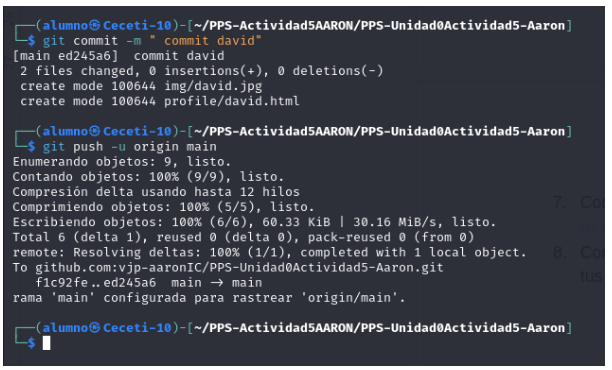 ┌──(alumno㉿Ceceti-10)-[~/PPS-Actividad5AARON/PPS-Unidad0Actividad5-Aaron]
└─$ git commit -m " commit david"
[main ed245a6]  commit david
 2 files changed, 0 insertions(+), 0 deletions(-)
 create mode 100644 img/david.jpg
 create mode 100644 profile/david.html
┌──(alumno㉿Ceceti-10)-[~/PPS-Actividad5AARON/PPS-Unidad0Actividad5-Aaron]
└─$ git push -u origin main
Enumerando objetos: 9, listo.
Contando objetos: 100% (9/9), listo.
Compresión delta usando hasta 12 hilos
Comprimiendo objetos: 100% (5/5), listo.
Escribiendo objetos: 100% (6/6), 60.33 KiB | 30.16 MiB/s, listo.
Total 6 (delta 1), reused 0 (delta 0), pack-reused 0 (from 0)
remote: Resolving deltas: 100% (1/1), completed with 1 local object.
To github.com:vjp-aaronIC/PPS-Unidad0Actividad5-Aaron.git
   f1c92fe..ed245a6  main → main
rama 'main' configurada para rastrear 'origin/main'.
┌──(alumno㉿Ceceti-10)-[~/PPS-Actividad5AARON/PPS-Unidad0Actividad5-Aaron]
└─$
7. Co
8. Co
tus